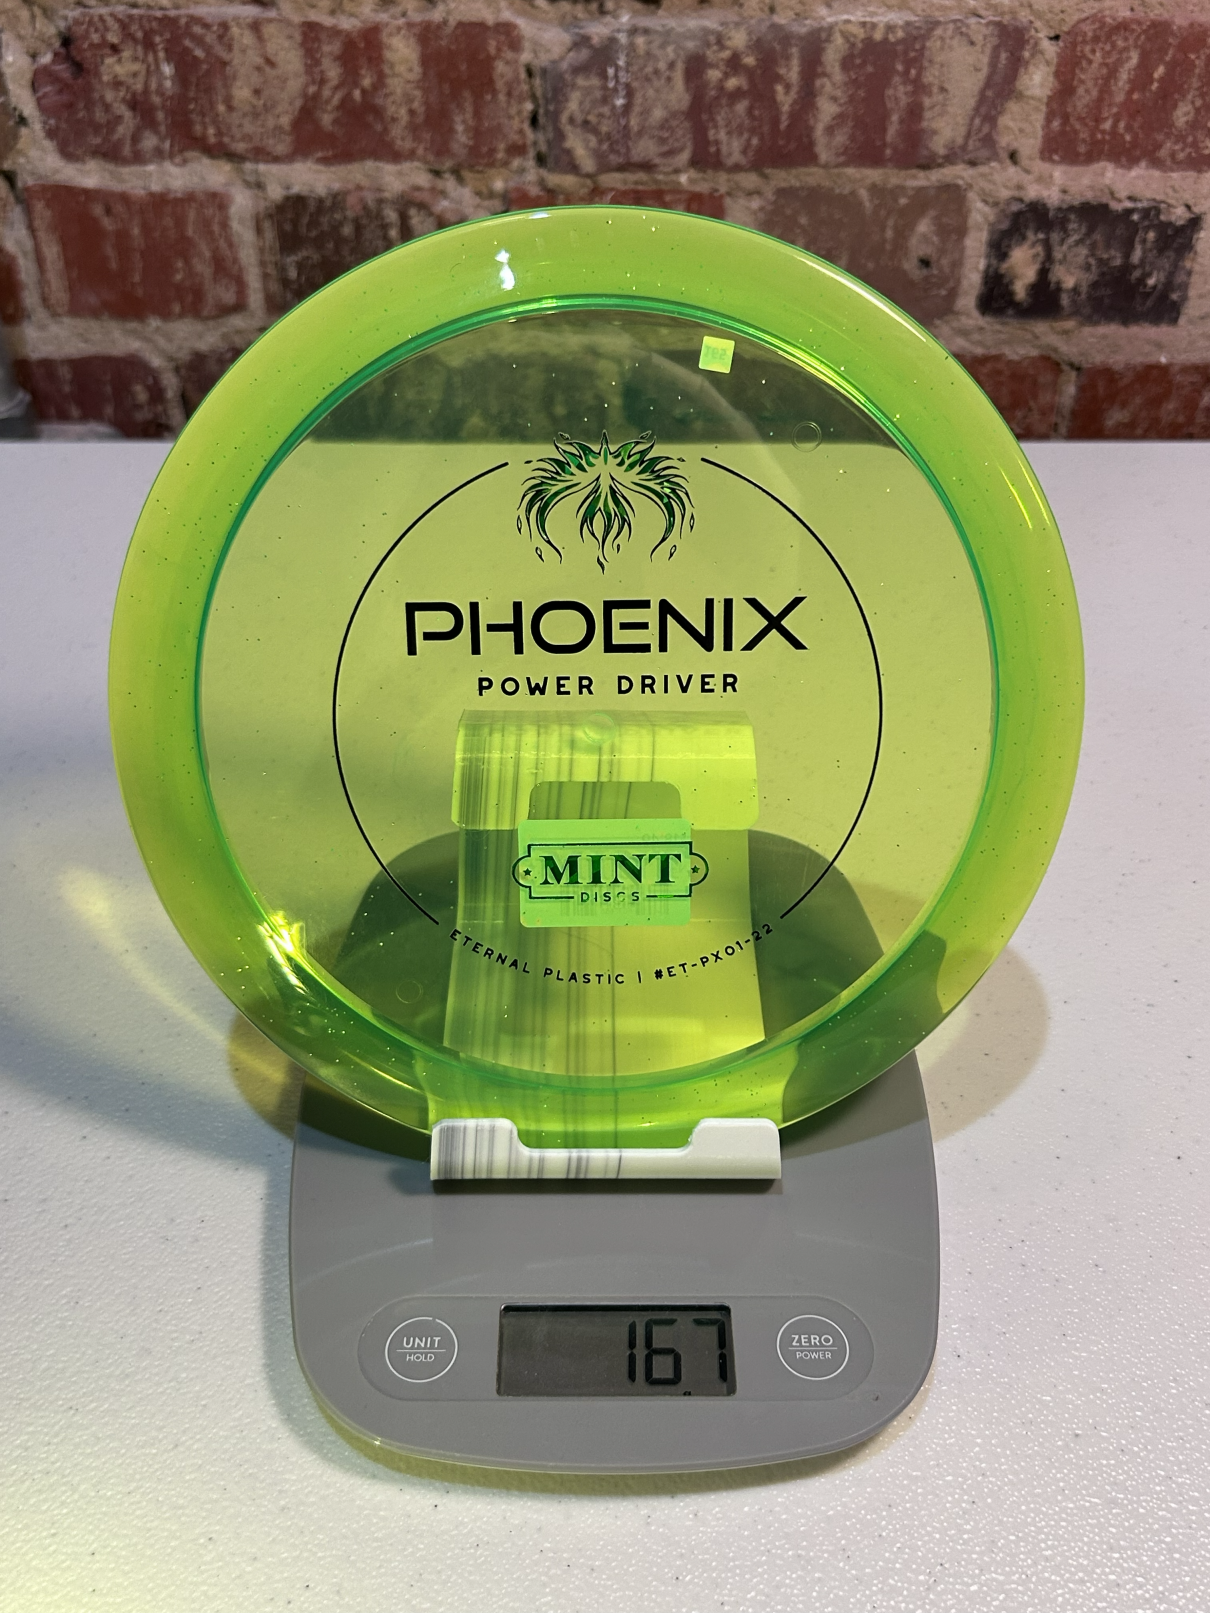 PHOENIX
POWER DRIVER
MINT
DISCS
ETERNAL PLASTIC | #ET-PX01-22
UNIT
HOLD
167
ZERO
POWER